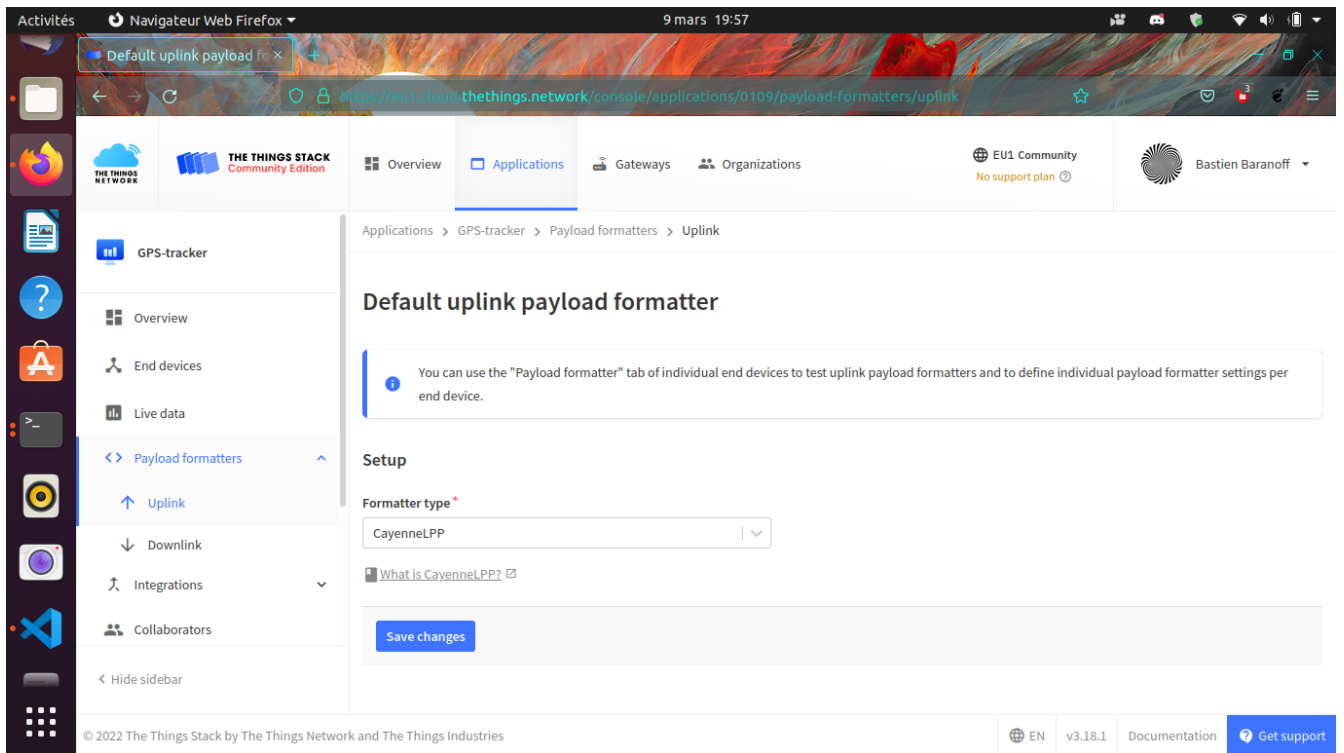 Activités
Navigateur Web Firefox
9 mars 19:57
Default uplink payload fo
https://eu1.cloud.thethings.network/console/applications/0109/payload-formatters/uplink
3
THE THINGS
NETWORK
THE THINGS STACK
Community Edition
Overview
Applications
Gateways
Organizations
EU1 Community
No support plan
Bastien Baranoff
GPS-tracker
Overview
End devices
Live data
Payload formatters
Uplink
Downlink
Integrations
Collaborators
Hide sidebar
Applications > GPS-tracker > Payload formatters > Uplink
Default uplink payload formatter
You can use the "Payload formatter" tab of individual end devices to test uplink payload formatters and to define individual payload formatter settings per
end device.
Setup
Formatter type *
CayenneLPP
What is CayenneLPP?
Save changes
© 2022 The Things Stack by The Things Network and The Things Industries
EN
v3.18.1
Documentation
Get support